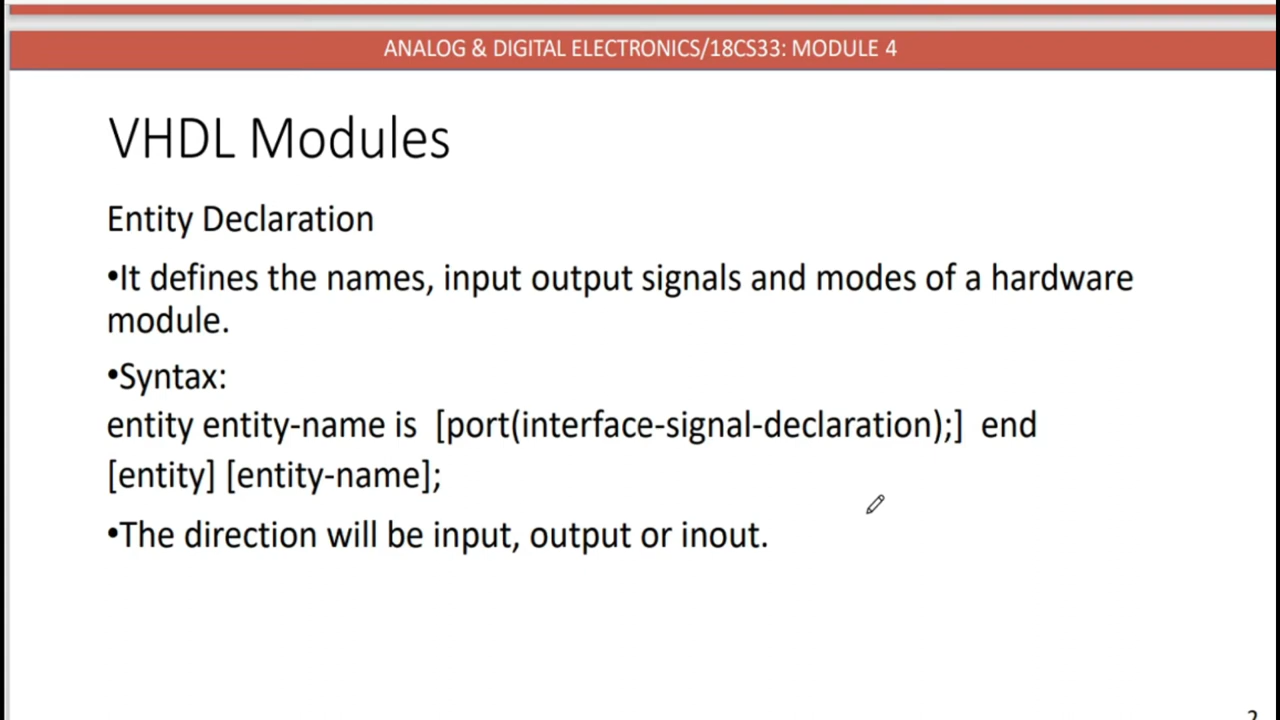 ANALOG & DIGITAL ELECTRONICS/18CS33: MODULE 4
VHDL Modules
Entity Declaration
•It defines the names, input output signals and modes of a hardware
module.
•Syntax:
entity entity-name is [port(interface-signal-declaration);] end
[entity] [entity-name];
•The direction will be input, output or inout.
2